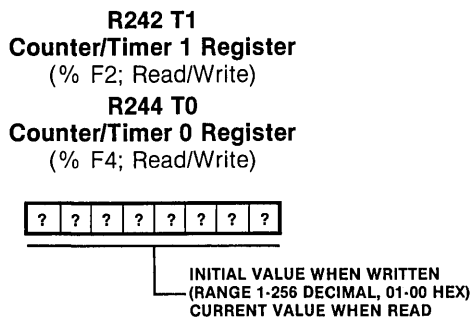 R242 T1
Counter/Timer 1 Register
(% F2; Read/Write)
R244 T0
Counter/Timer 0 Register
(% F4; Read/Write)
? ? ? ? ? ? ? ?
INITIAL VALUE WHEN WRITTEN
(RANGE 1-256 DECIMAL, 01-00 HEX)
CURRENT VALUE WHEN READ